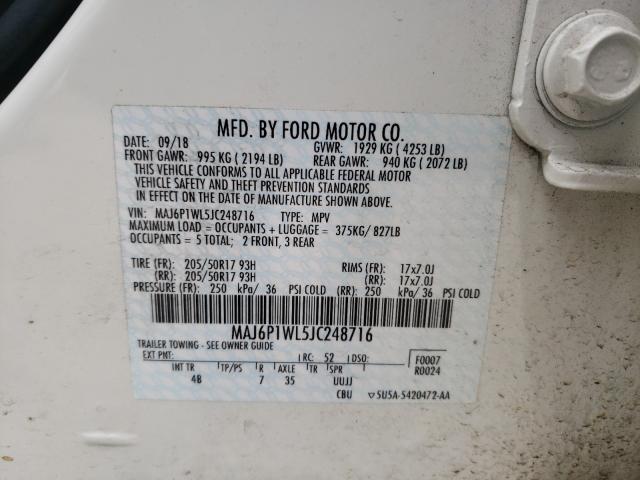 MFD. BY FORD MOTOR CO.
DATE: 09/18 GVWR: 1929 KG ( 4253 LB)
FRONT GAWR: 995 KG ( 2194 LB) REAR GAWR: 940 KG ( 2072 LB)
THIS VEHICLE CONFORMS TO ALL APPLICABLE FEDERAL MOTOR
VEHICLE SAFETY AND THEFT PREVENTION STANDARDS
IN EFFECT ON THE DATE OF MANUFACTURE SHOWN ABOVE.
VIN: MAJ6P1WL5JC248716 TYPE: MPV
MAXIMUM LOAD = OCCUPANTS + LUGGAGE = 375KG/ 827LB
OCCUPANTS = 5 TOTAL; 2 FRONT, 3 REAR
TIRE (FR): 205/50R17 93H RIMS (FR): 17x7.0J
(RR): 205/50R17 93H (RR): 17x7.0J
PRESSURE (FR): 250 kPa/ 36 PSI COLD (RR): 250 kPa/ 36 PSI COLD
MAJ6P1WL5JC248716
TRAILER TOWING - SEE OWNER GUIDE
EXT PNT: RC: 52 DSO: F0007
INT TR TP/PS R AXLE TR SPR R0024
4B 7 35 UUJJ
CBU 5U5A-5420472-AA